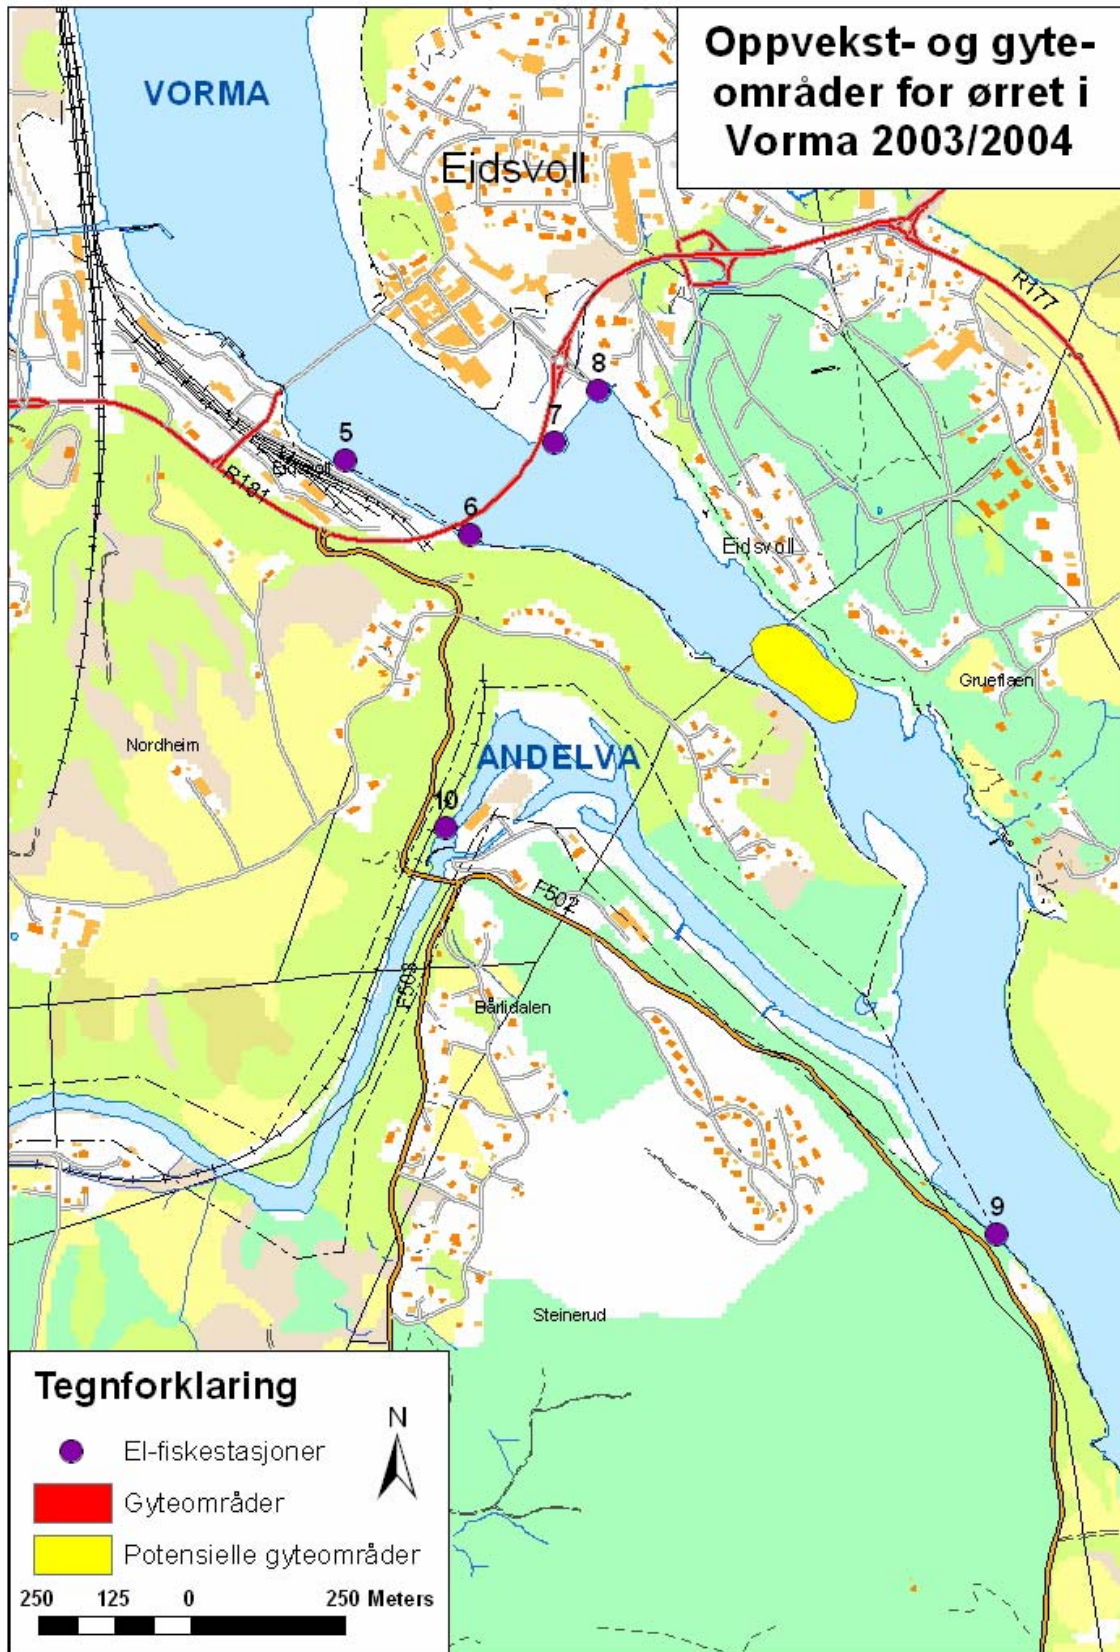 Oppvekst- og gyte-
områder for ørret i
Vorma 2003/2004
VORMA
Eidsvoll
R177
8
7
5
Eidsvoll
R181
6
Eidsvoll
Grueflaen
Nordheim
ANDELVA
10
F502
F503
Bårlidalen
9
Steinerud
Tegnforklaring
N
El-fiskestasjoner
Gyteområder
Potensielle gyteområder
250 125 0 250 Meters